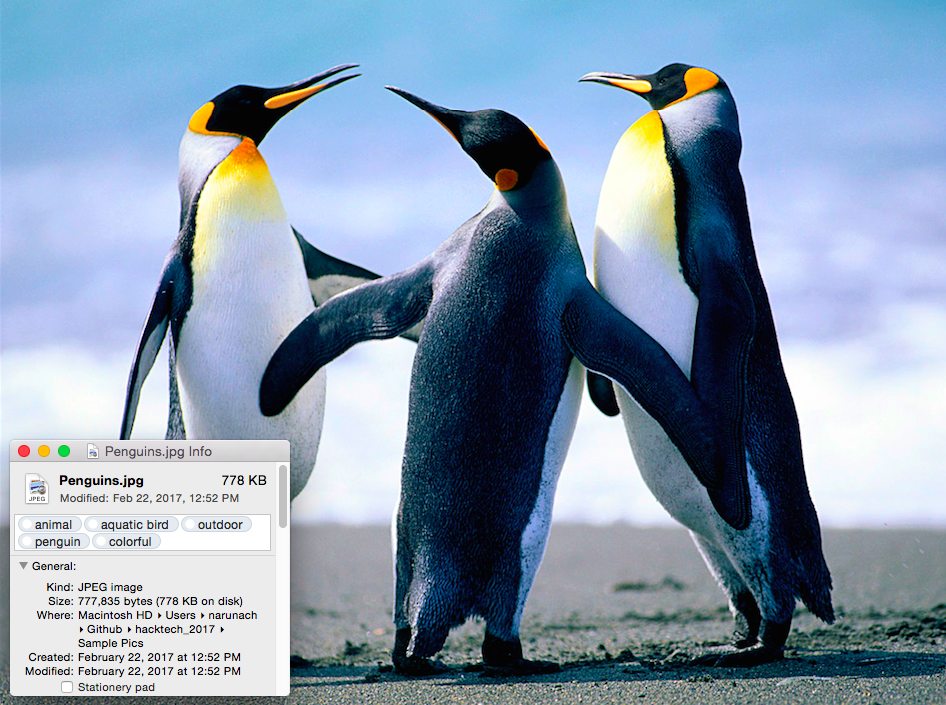 Penguins.jpg Info
Penguins.jpg 778 KB
Modified: Feb 22, 2017, 12:52 PM
JPEG
animal aquatic bird outdoor
penguin colorful
General:
Kind: JPEG image
Size: 777,835 bytes (778 KB on disk)
Where: Macintosh HD ▸ Users ▸ narunach
▸ Github ▸ hacktech_2017 ▸
Sample Pics
Created: February 22, 2017 at 12:52 PM
Modified: February 22, 2017 at 12:52 PM
Stationery pad